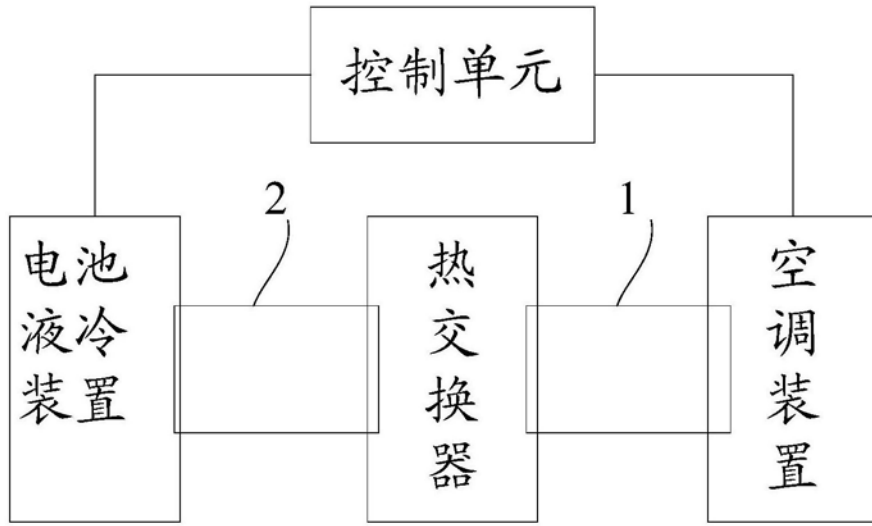 控制单元
2
1
电池
液冷
装置
热
交
换
器
空
调
装
置